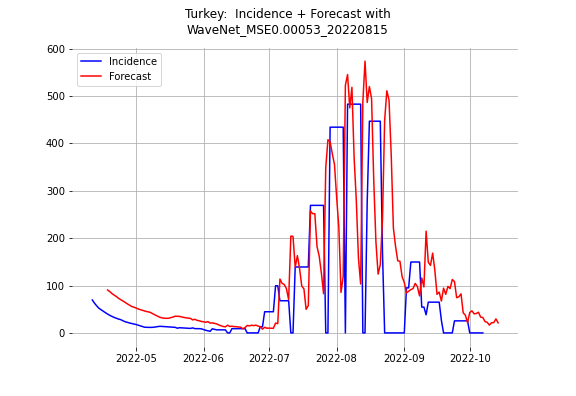 Turkey:  Incidence + Forecast with
WaveNet_MSE0.00053_20220815
600
500
400
300
200
100
0
Incidence
Forecast
2022-05 2022-06 2022-07 2022-08 2022-09 2022-10